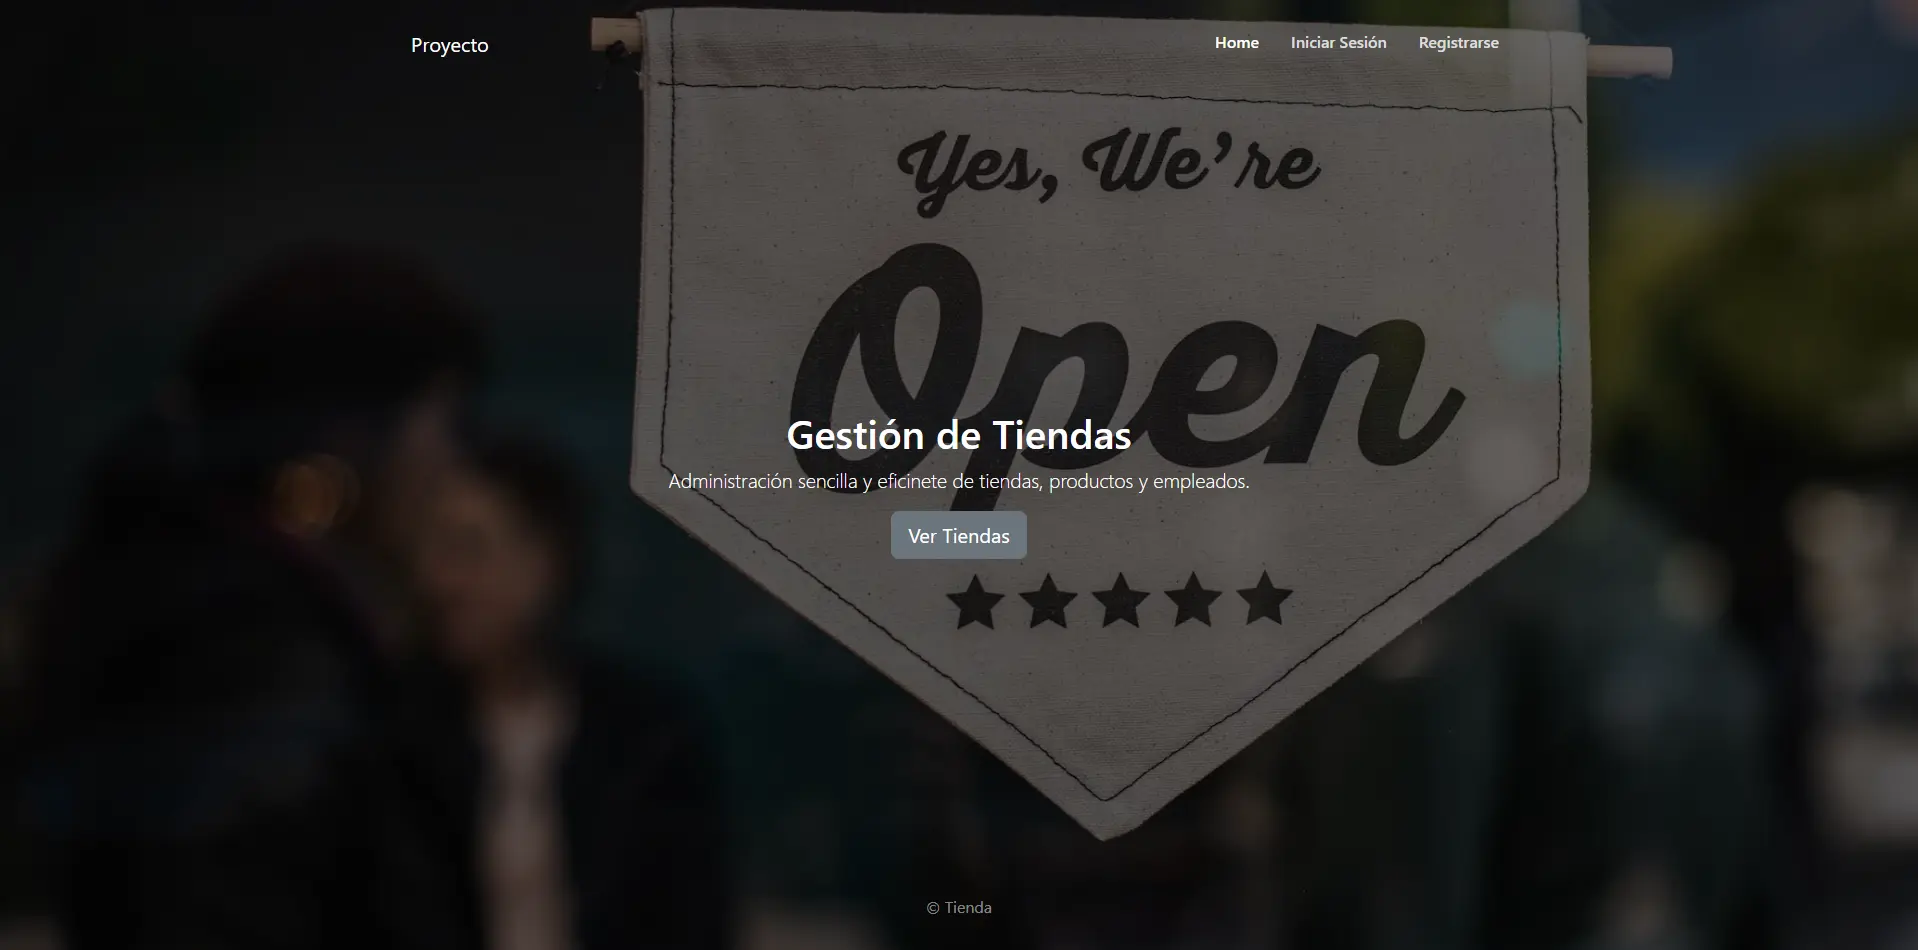 Proyecto
Home Iniciar Sesión Registrarse
Yes, We're
Open
Gestión de Tiendas
Administración sencilla y eficinete de tiendas, productos y empleados.
Ver Tiendas
© Tienda